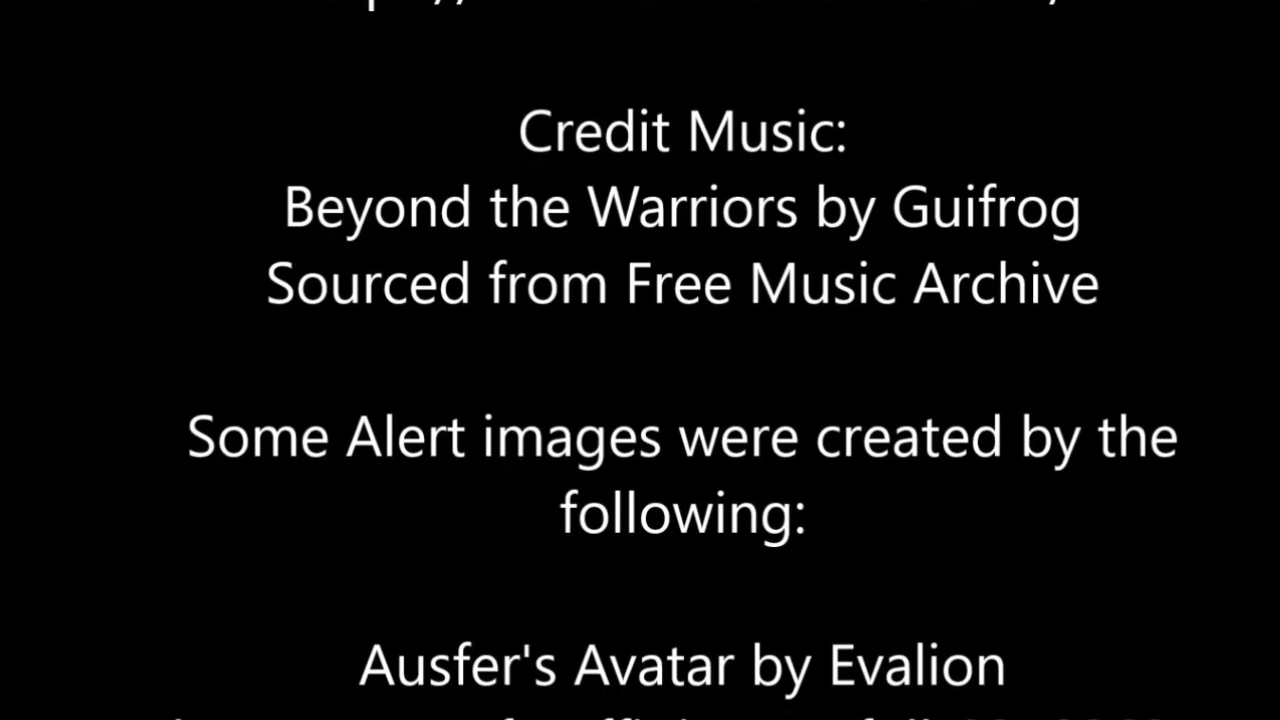 Credit Music:
Beyond the Warriors by Guifrog
Sourced from Free Music Archive
Some Alert images were created by the
following:
Ausfer's Avatar by Evalion